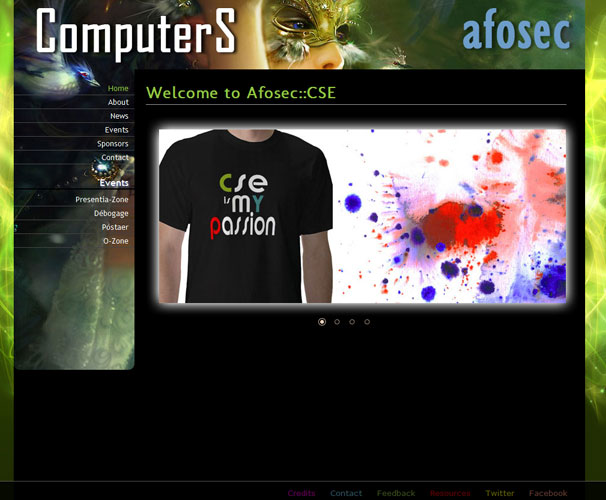 ComputerS
afosec
Home
About
News
Events
Sponsors
Contact
Events
Presentia-Zone
Débogage
Póstaer
O-Zone
Welcome to Afosec::CSE
cse
is my
passion
Credits
Contact
Feedback
Resources
Twitter
Facebook